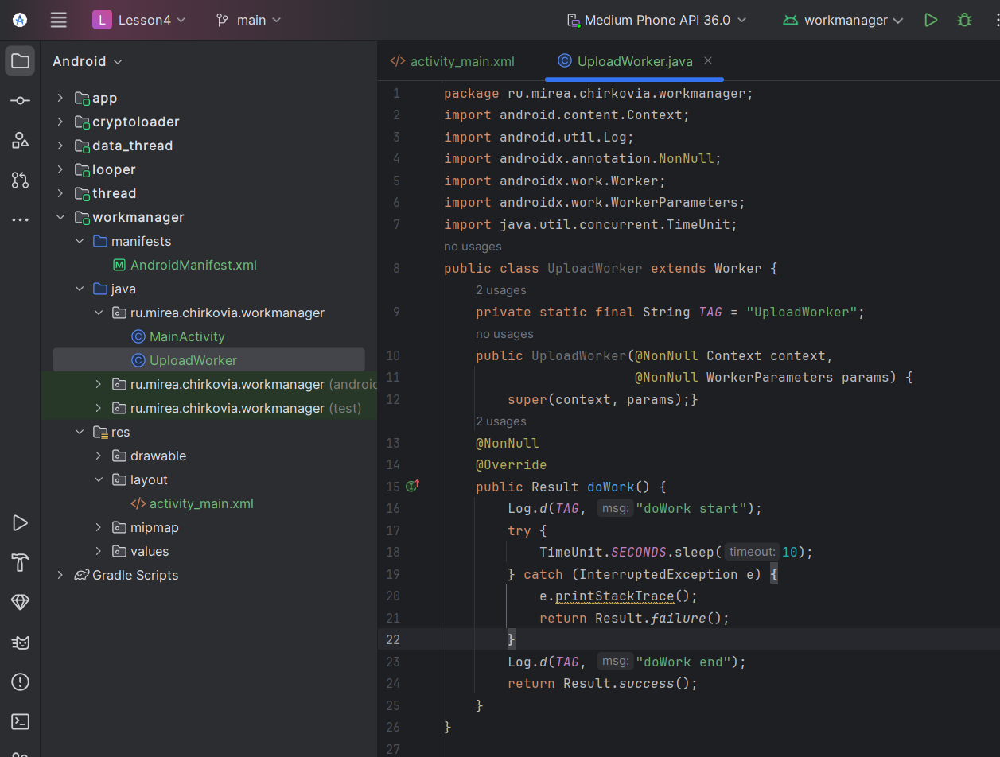 L Lesson4 main Medium Phone API 36.0 workmanager
Android
app
cryptoloader
data_thread
looper
thread
workmanager
manifests
M AndroidManifest.xml
java
ru.mirea.chirkovia.workmanager
C MainActivity
C UploadWorker
ru.mirea.chirkovia.workmanager (android
ru.mirea.chirkovia.workmanager (test)
res
drawable
layout
</> activity_main.xml
mipmap
values
Gradle Scripts
</> activity_main.xml C UploadWorker.java ×
1 package ru.mirea.chirkovia.workmanager;
2 import android.content.Context;
3 import android.util.Log;
4 import androidx.annotation.NonNull;
5 import androidx.work.Worker;
6 import androidx.work.WorkerParameters;
7 import java.util.concurrent.TimeUnit;
no usages
8 public class UploadWorker extends Worker {
2 usages
9 private static final String TAG = "UploadWorker";
no usages
10 public UploadWorker(@NonNull Context context,
11 @NonNull WorkerParameters params) {
12 super(context, params);}
2 usages
13 @NonNull
14 @Override
15 public Result doWork() {
16 Log.d(TAG, msg: "doWork start");
17 try {
18 TimeUnit.SECONDS.sleep( timeout: 10);
19 } catch (InterruptedException e) {
20 e.printStackTrace();
21 return Result.failure();
22 }
23 Log.d(TAG, msg: "doWork end");
24 return Result.success();
25 }
26 }
27